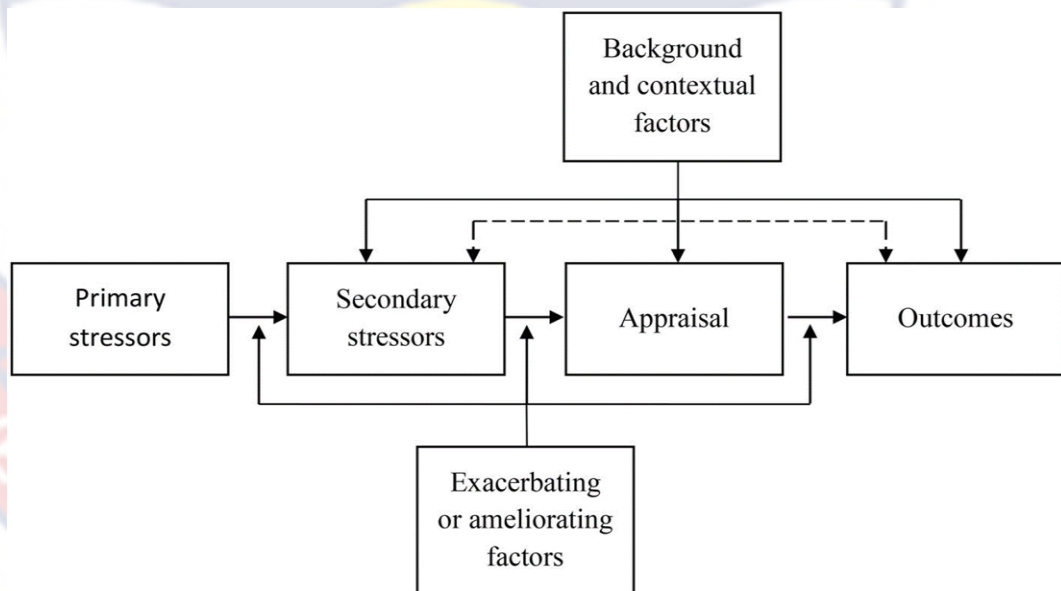 Background
and contextual
factors
Primary
stressors
Secondary
stressors
Appraisal
Outcomes
Exacerbating
or ameliorating
factors